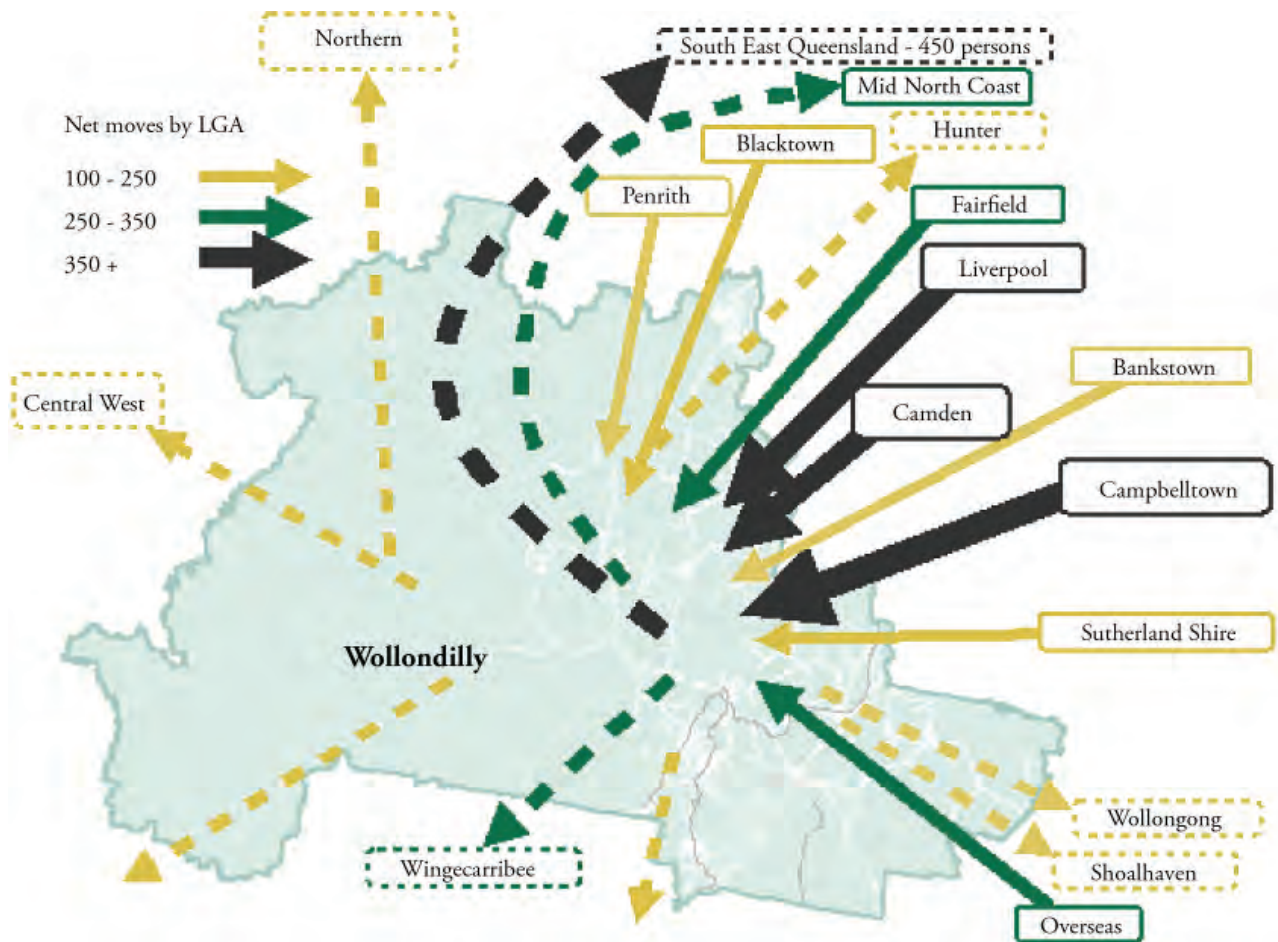 Northern
South East Queensland - 450 persons
Mid North Coast
Net moves by LGA
Hunter
Blacktown
100 - 250
Penrith
250 - 350
Fairfield
350 +
Liverpool
Bankstown
Central West
Camden
Campbelltown
Sutherland Shire
Wollondilly
Wollongong
Wingecarribee
Shoalhaven
Overseas